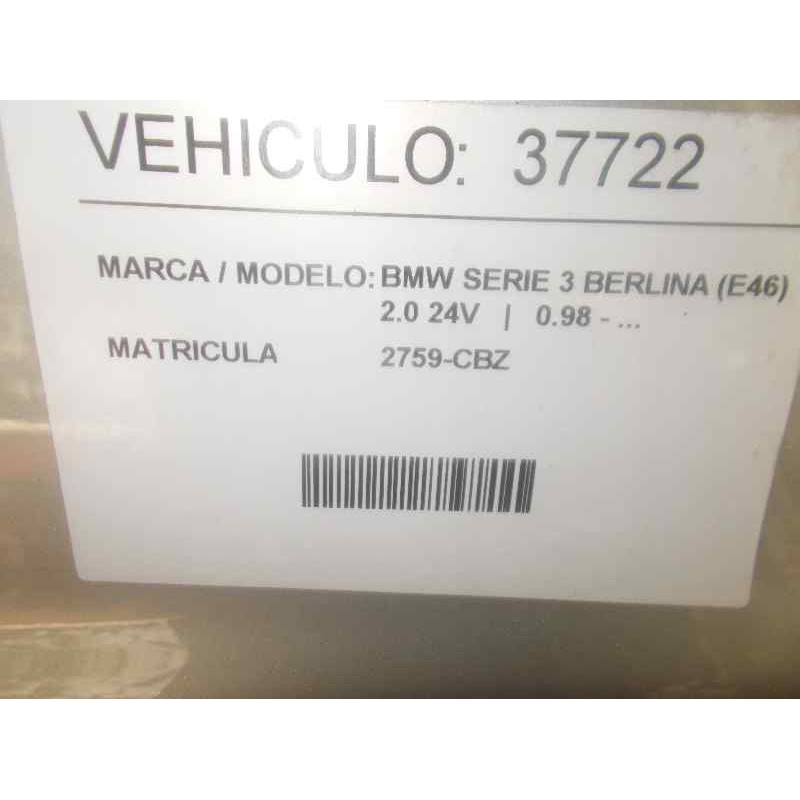 VEHICULO: 37722
MARCA / MODELO: BMW SERIE 3 BERLINA (E46)
2.0 24V | 0.98 - ...
MATRICULA 2759-CBZ